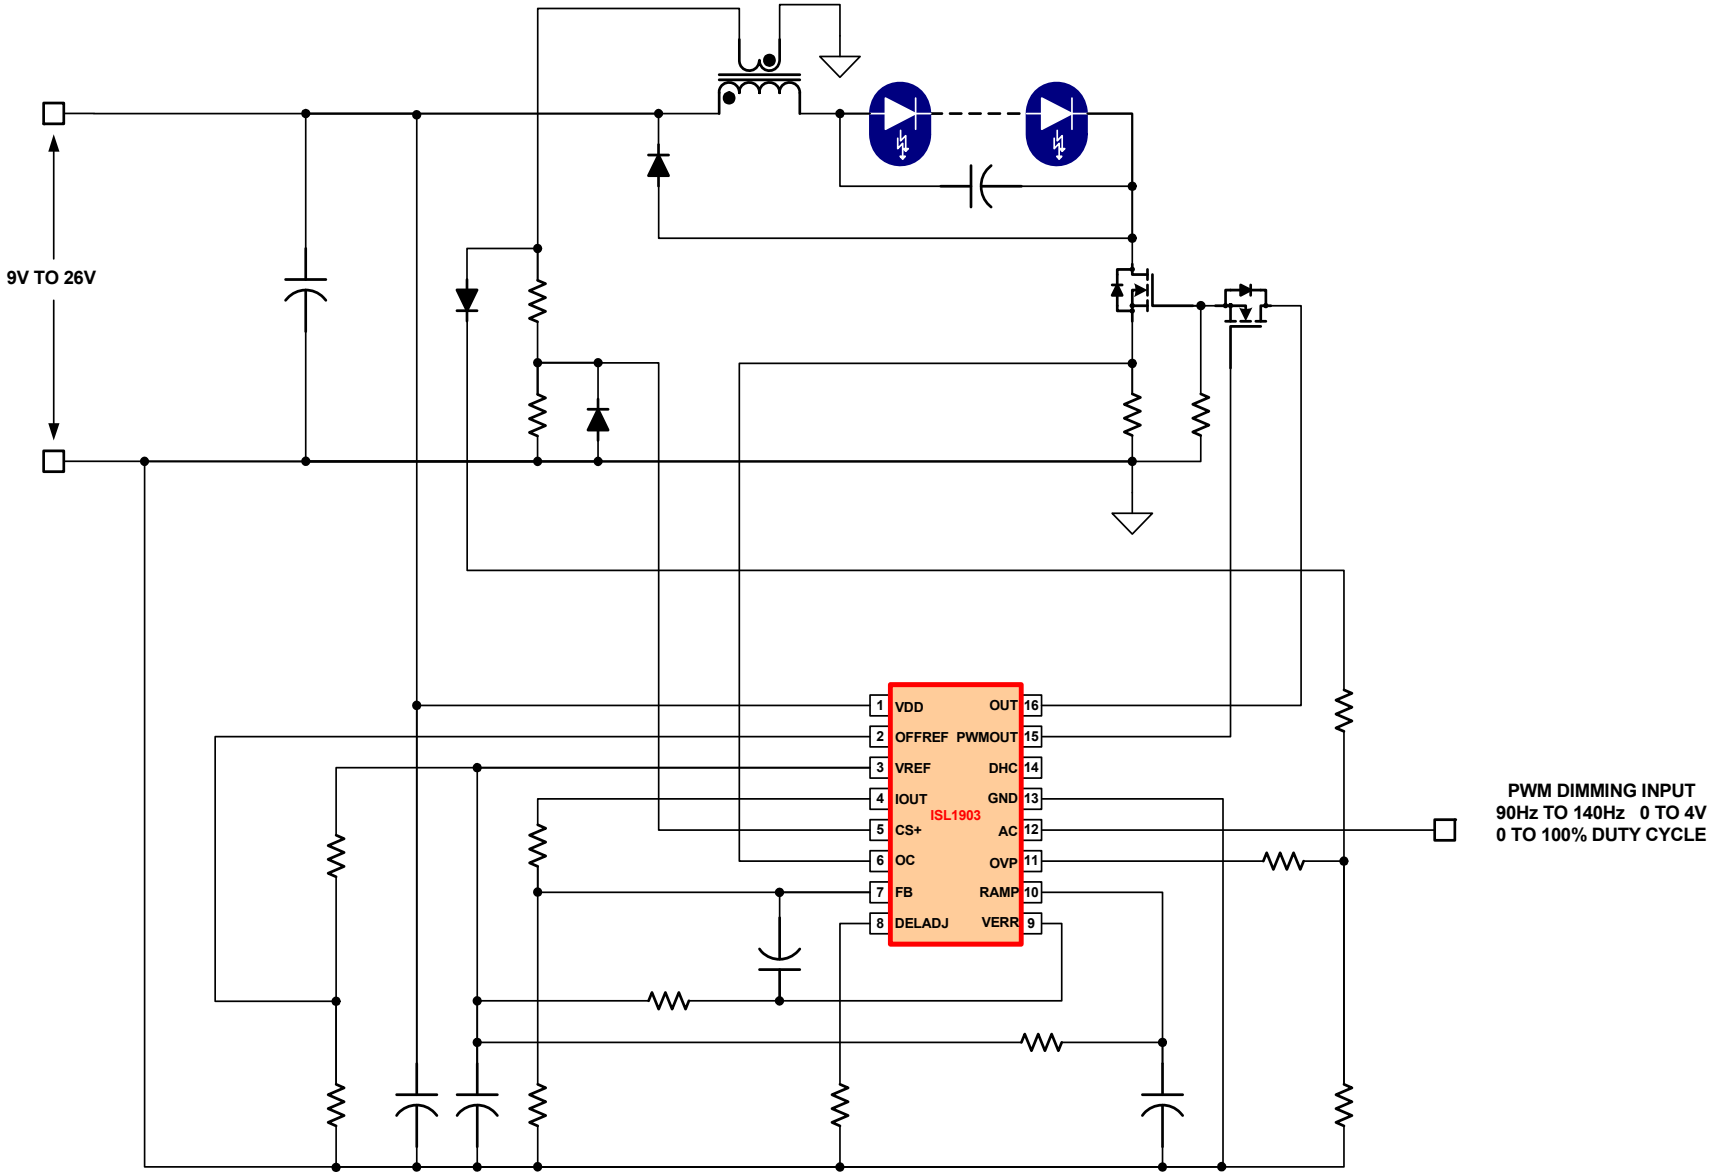 9V TO 26V
1 VDD
2 OFFREF
3 VREF
4 IOUT
5 CS+
6 OC
7 FB
8 DELADJ
OUT 16
PWMOUT 15
DHC 14
GND 13
AC 12
OVP 11
RAMP 10
VERR 9
ISL1903
PWM DIMMING INPUT
90Hz TO 140Hz 0 TO 4V
0 TO 100% DUTY CYCLE